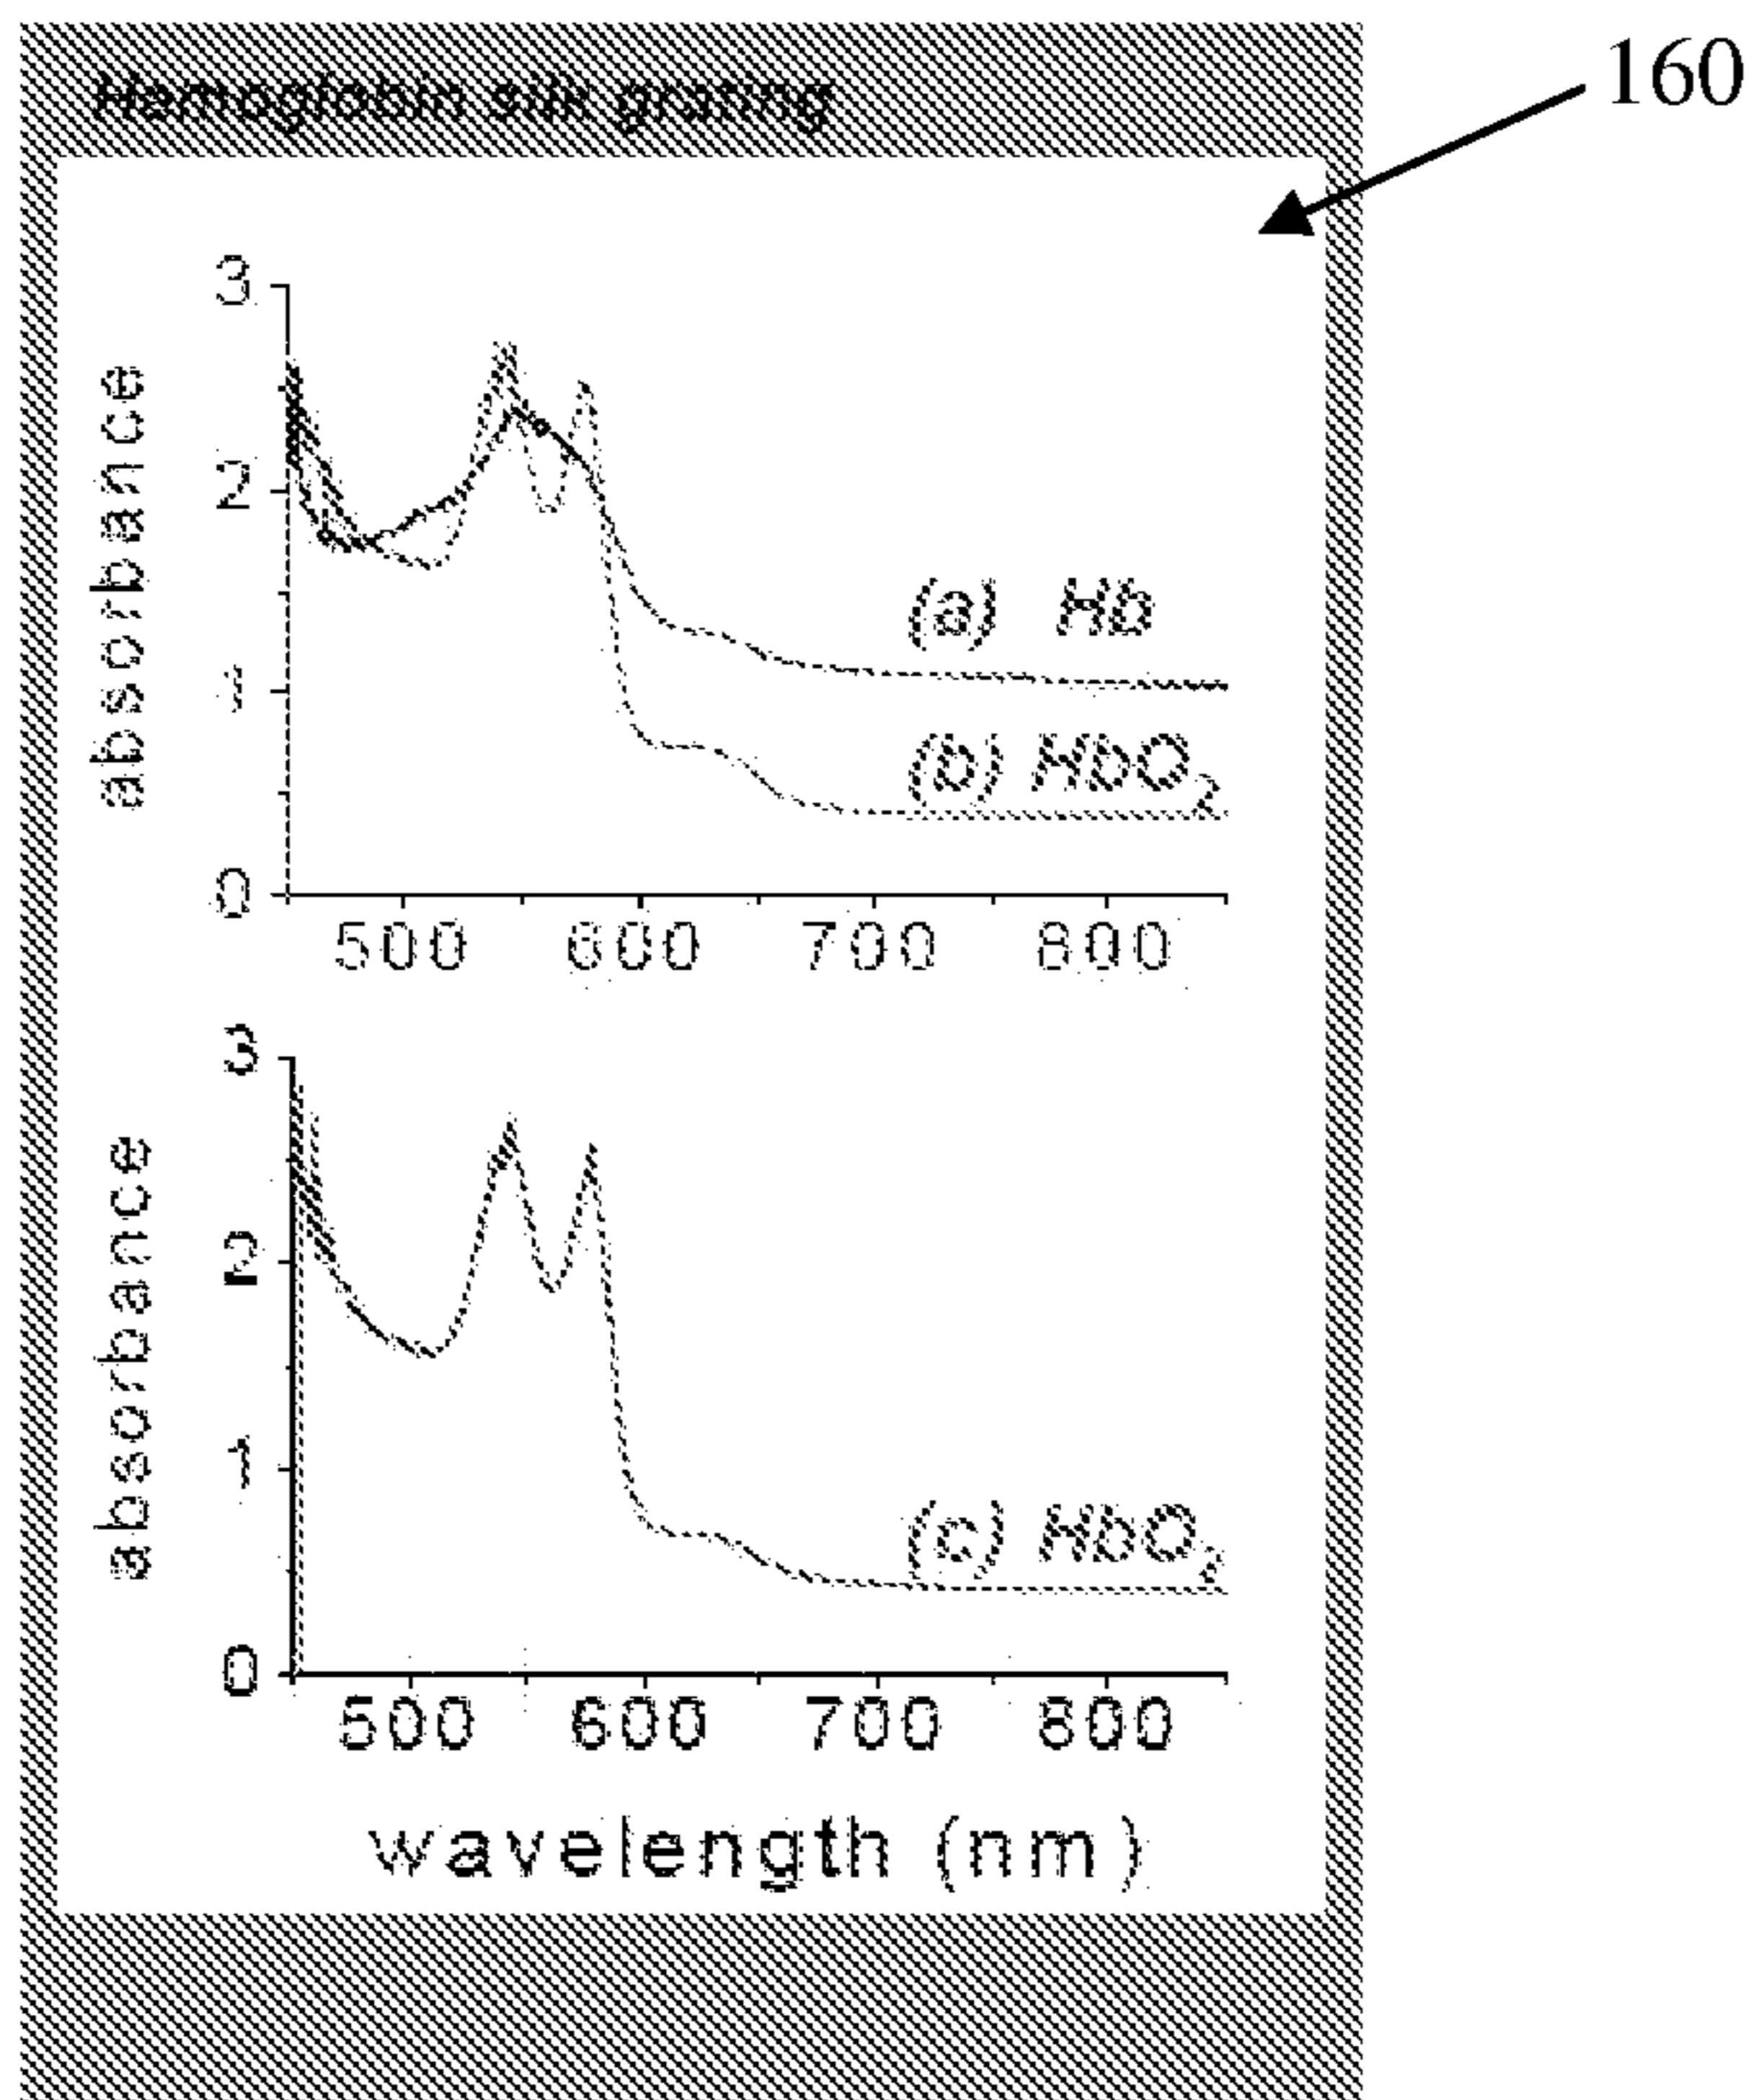 160
Hemoglobin silk grating
absorbance
3
2
1
0
(a) Hb
(b) HbO₂
500 600 700 800
absorbance
3
2
1
0
(c) HbO₂
500 600 700 800
wavelength (nm)